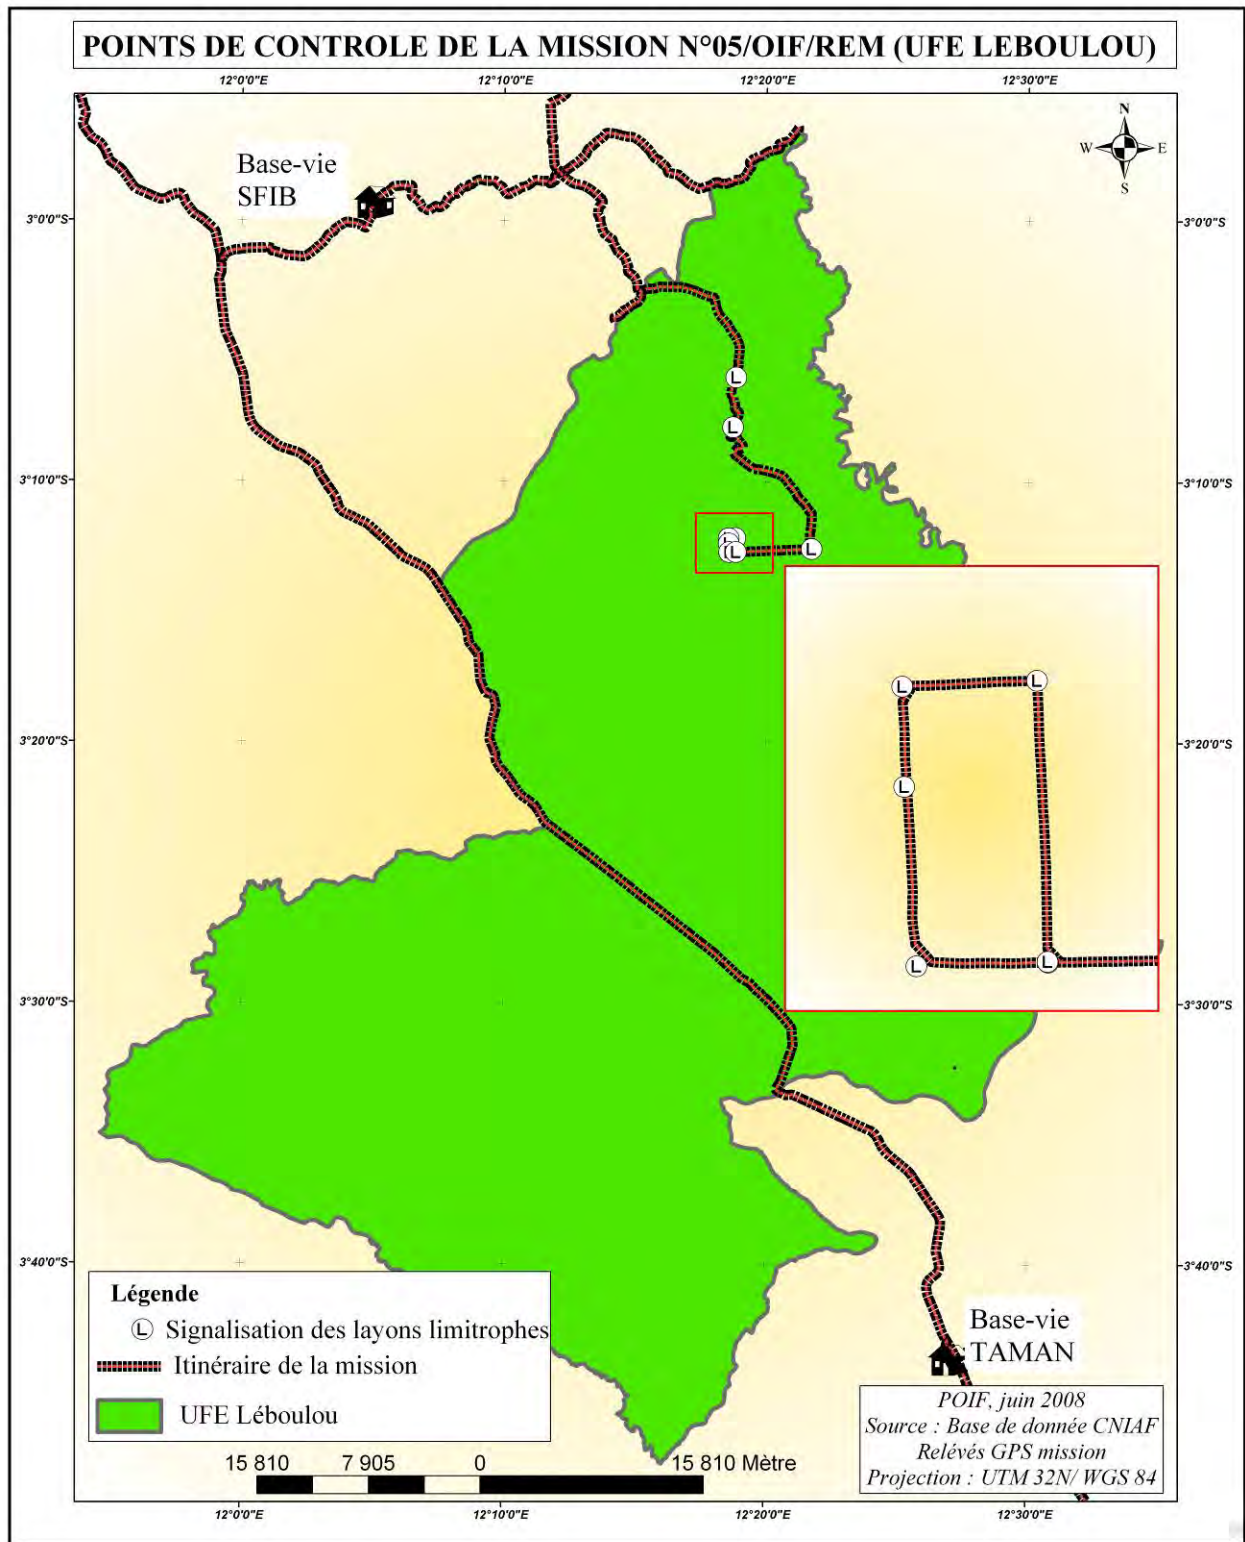 POINTS DE CONTROLE DE LA MISSION N°05/OIF/REM (UFE LEBOULOU)
12°0'0"E 12°10'0"E 12°20'0"E 12°30'0"E
N
W E
S
Base-vie
SFIB
3°0'0"S 3°0'0"S
L
L
3°10'0"S 3°10'0"S
L
L
L
L L
3°20'0"S 3°20'0"S
L
L L
3°30'0"S 3°30'0"S
3°40'0"S 3°40'0"S
Légende
L Signalisation des layons limitrophes
Itinéraire de la mission
UFE Léboulou
Base-vie
TAMAN
POIF, juin 2008
Source : Base de donnée CNIAF
Rélévés GPS mission
Projection : UTM 32N/ WGS 84
15 810 7 905 0 15 810 Mètre
12°0'0"E 12°10'0"E 12°20'0"E 12°30'0"E